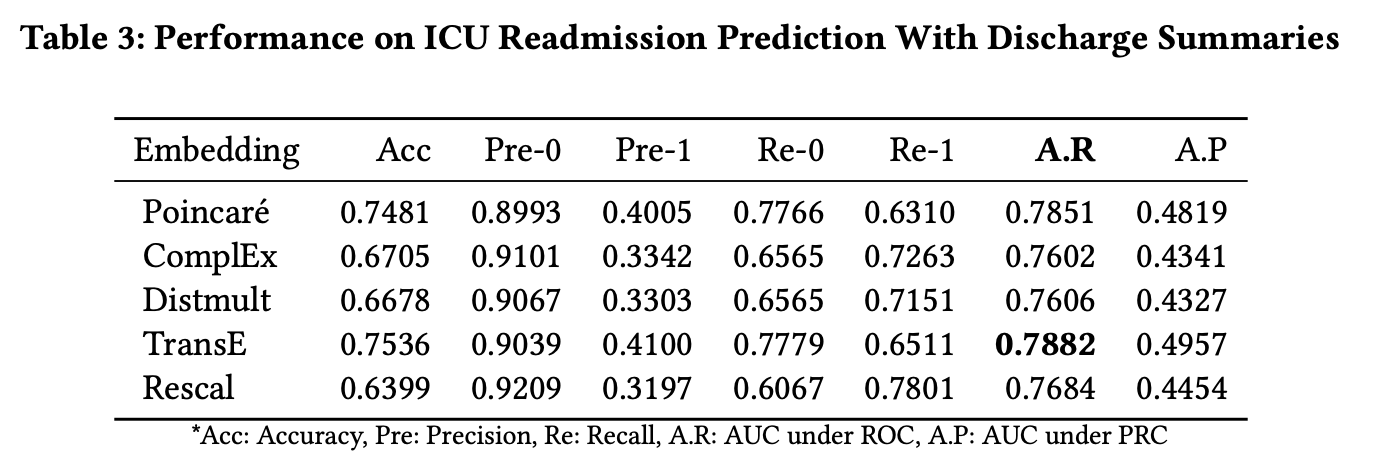 Table 3: Performance on ICU Readmission Prediction With Discharge Summaries
Embedding Acc Pre-0 Pre-1 Re-0 Re-1 A.R A.P
Poincaré 0.7481 0.8993 0.4005 0.7766 0.6310 0.7851 0.4819
ComplEx 0.6705 0.9101 0.3342 0.6565 0.7263 0.7602 0.4341
Distmult 0.6678 0.9067 0.3303 0.6565 0.7151 0.7606 0.4327
TransE 0.7536 0.9039 0.4100 0.7779 0.6511 0.7882 0.4957
Rescal 0.6399 0.9209 0.3197 0.6067 0.7801 0.7684 0.4454
*Acc: Accuracy, Pre: Precision, Re: Recall, A.R: AUC under ROC, A.P: AUC under PRC